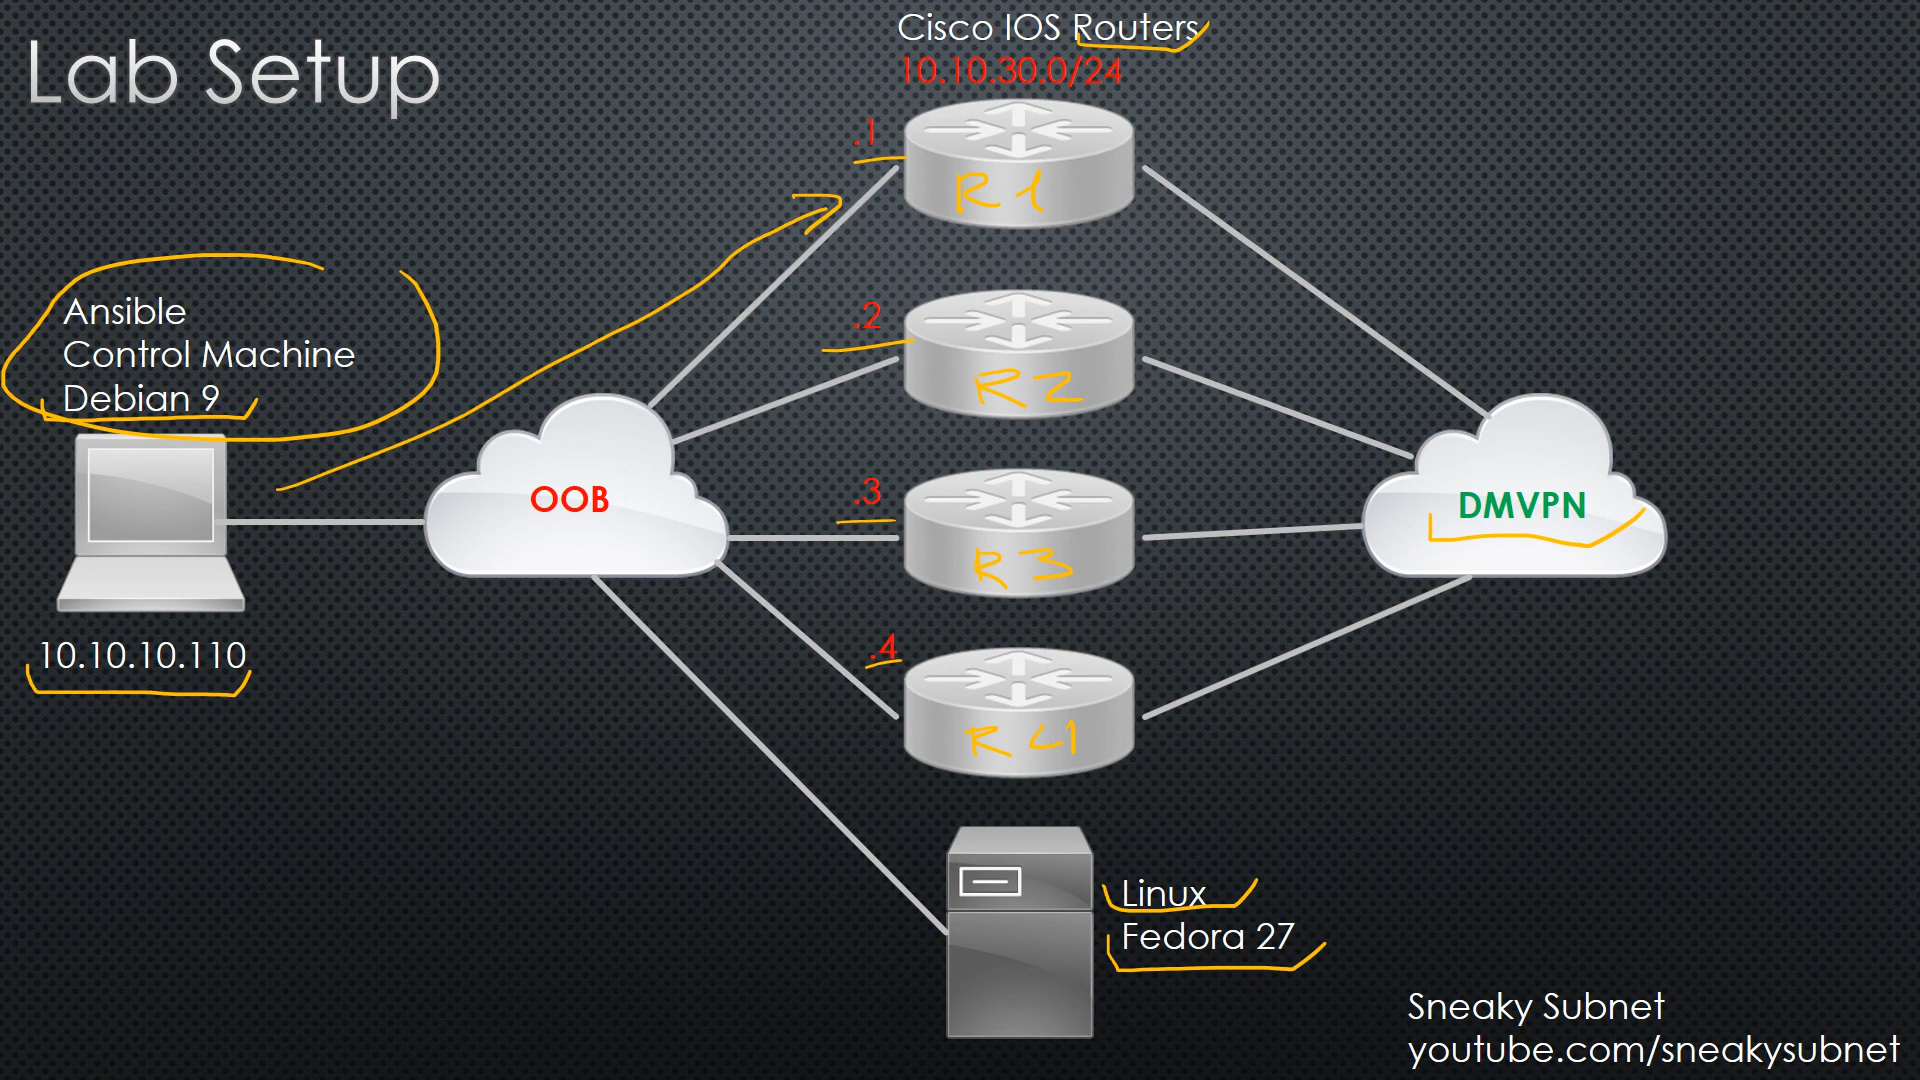 Lab Setup
Cisco IOS Routers
10.10.30.0/24
.1
R1
.2
R2
Ansible
Control Machine
Debian 9
OOB
.3
R3
DMVPN
10.10.10.110
.4
R4
Linux
Fedora 27
Sneaky Subnet
youtube.com/sneakysubnet